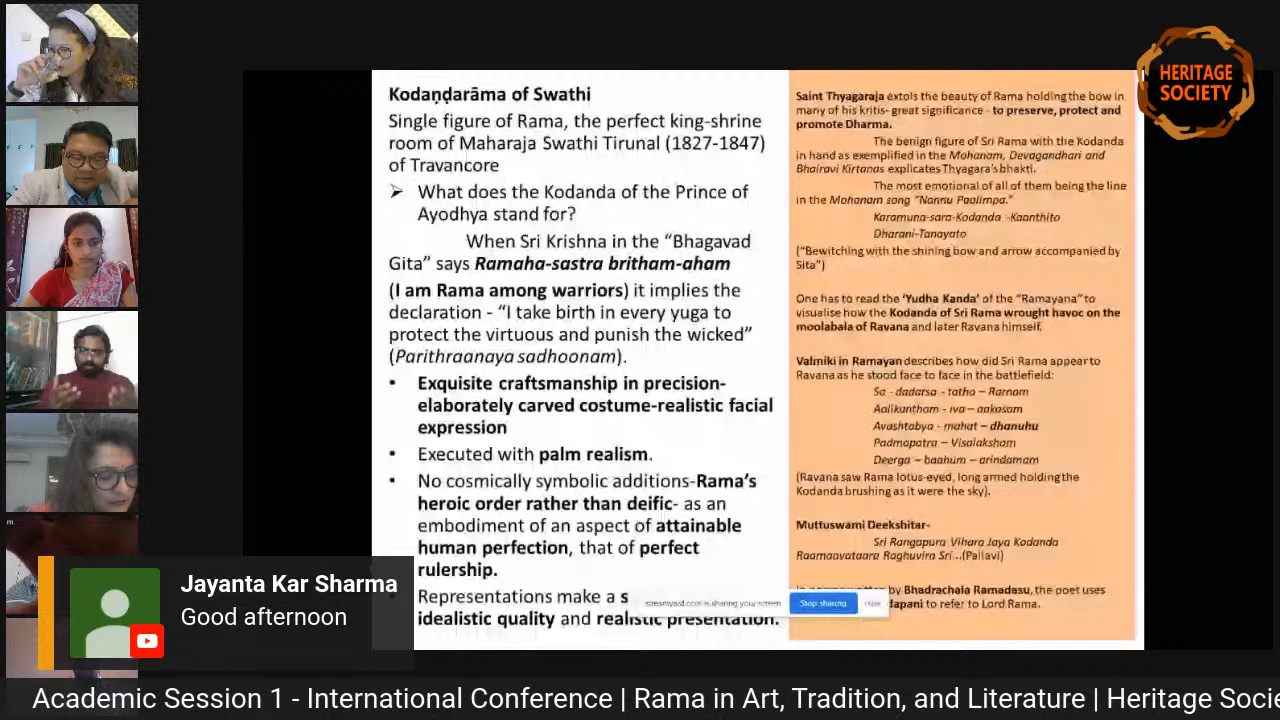 HERITAGE
SOCIETY
Kodaṇḍarāma of Swathi
Single figure of Rama, the perfect king-shrine
room of Maharaja Swathi Tirunal (1827-1847)
of Travancore
➢ What does the Kodanda of the Prince of
Ayodhya stand for?
When Sri Krishna in the “Bhagavad
Gita” says Ramaha-sastra britham-aham
(I am Rama among warriors) it implies the
declaration - “I take birth in every yuga to
protect the virtuous and punish the wicked”
(Parithraanaya sadhoonam).
• Exquisite craftsmanship in precision-
elaborately carved costume-realistic facial
expression
• Executed with palm realism.
• No cosmically symbolic additions-Rama’s
heroic order rather than deific- as an
embodiment of an aspect of attainable
human perfection, that of perfect
rulership.
Representations make a s
idealistic quality and realistic presentation.
Saint Thyagaraja extols the beauty of Rama holding the bow in
many of his kritis- great significance - to preserve, protect and
promote Dharma.
The benign figure of Sri Rama with the Kodanda
in hand as exemplified in the Mohanam, Devagandhari and
Bhairavi Kirtanas explicates Thyagara’s bhakti.
The most emotional of all of them being the line
in the Mohanam song “Nannu Paalimpa.”
Karamuna-sara-Kodanda -Kaanthito
Dharani-Tanayato
(“Bewitching with the shining bow and arrow accompanied by
Sita”)
One has to read the ‘Yudha Kanda’ of the “Ramayana” to
visualise how the Kodanda of Sri Rama wrought havoc on the
moolabala of Ravana and later Ravana himself.
Valmiki in Ramayan describes how did Sri Rama appear to
Ravana as he stood face to face in the battlefield:
Sa - dadarsa - tatho – Ramam
Aalikantham - iva – aakasam
Avashtabya - mahat – dhanuhu
Padmapatra – Visalaksham
Deerga – baahum – arindamam
(Ravana saw Rama lotus-eyed, long armed holding the
Kodanda brushing as it were the sky).
Muttuswami Deekshitar-
Sri Rangapura Vihara Jaya Kodanda
Raamaavataara Raghuvira Sri...(Pallavi)
by Bhadrachala Ramadasu, the poet uses
dapani to refer to Lord Rama.
streamyard.com is sharing your screen
Stop sharing
Hide
Jayanta Kar Sharma
Good afternoon
Academic Session 1 - International Conference | Rama in Art, Tradition, and Literature | Heritage Socie